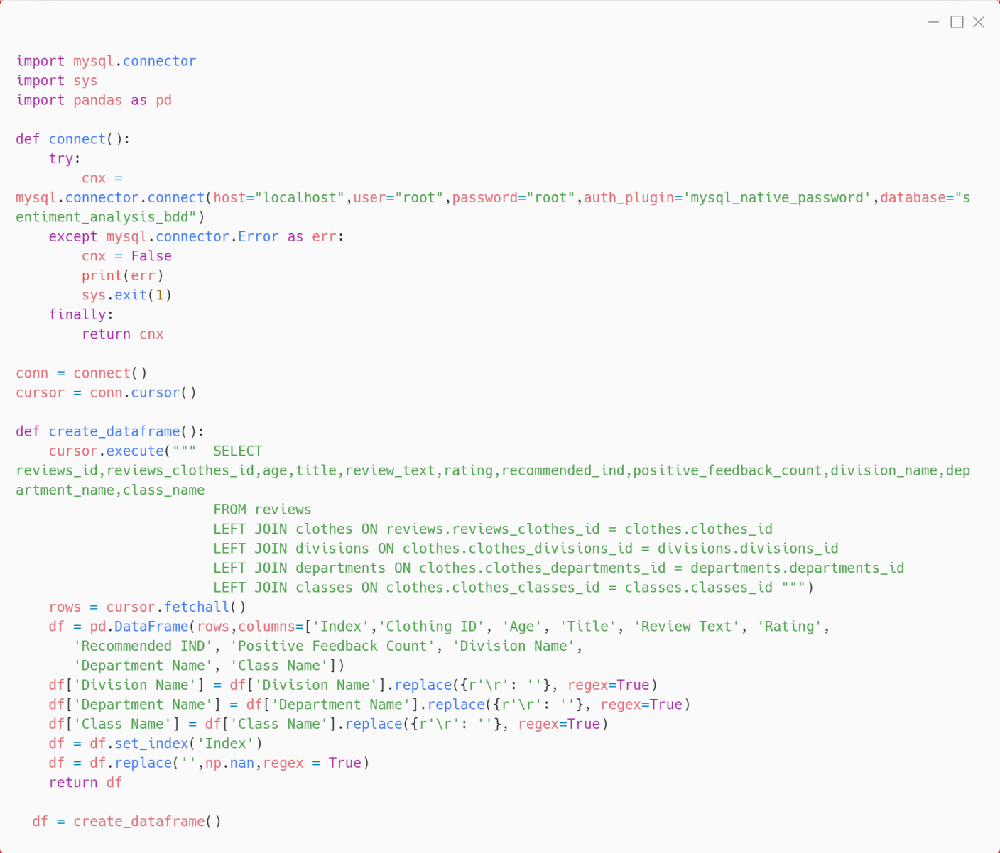 import mysql.connector
import sys
import pandas as pd

def connect():
    try:
        cnx =
mysql.connector.connect(host="localhost",user="root",password="root",auth_plugin='mysql_native_password',database="s
entiment_analysis_bdd")
    except mysql.connector.Error as err:
        cnx = False
        print(err)
        sys.exit(1)
    finally:
        return cnx

conn = connect()
cursor = conn.cursor()

def create_dataframe():
    cursor.execute("""  SELECT
reviews_id,reviews_clothes_id,age,title,review_text,rating,recommended_ind,positive_feedback_count,division_name,dep
artment_name,class_name
                        FROM reviews
                        LEFT JOIN clothes ON reviews.reviews_clothes_id = clothes.clothes_id
                        LEFT JOIN divisions ON clothes.clothes_divisions_id = divisions.divisions_id
                        LEFT JOIN departments ON clothes.clothes_departments_id = departments.departments_id
                        LEFT JOIN classes ON clothes.clothes_classes_id = classes.classes_id """)
    rows = cursor.fetchall()
    df = pd.DataFrame(rows,columns=['Index','Clothing ID', 'Age', 'Title', 'Review Text', 'Rating',
       'Recommended IND', 'Positive Feedback Count', 'Division Name',
       'Department Name', 'Class Name'])
    df['Division Name'] = df['Division Name'].replace({r'\r': ''}, regex=True)
    df['Department Name'] = df['Department Name'].replace({r'\r': ''}, regex=True)
    df['Class Name'] = df['Class Name'].replace({r'\r': ''}, regex=True)
    df = df.set_index('Index')
    df = df.replace('',np.nan,regex = True)
    return df

  df = create_dataframe()